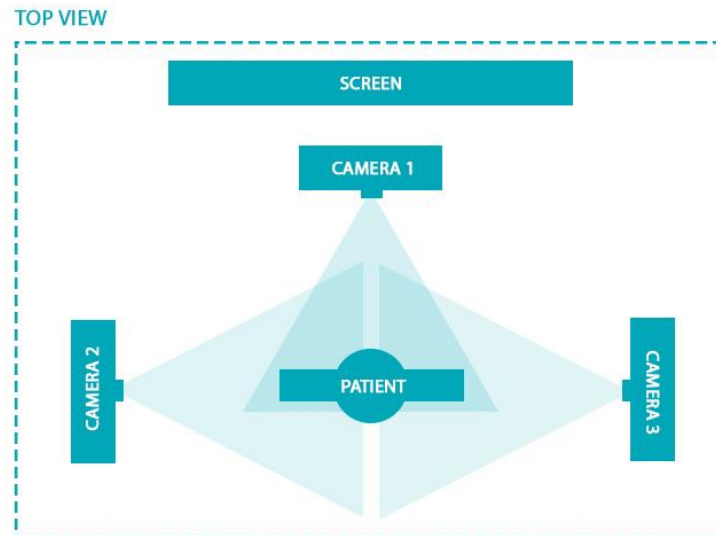 TOP VIEW
SCREEN
CAMERA 1
CAMERA 2
PATIENT
CAMERA 3